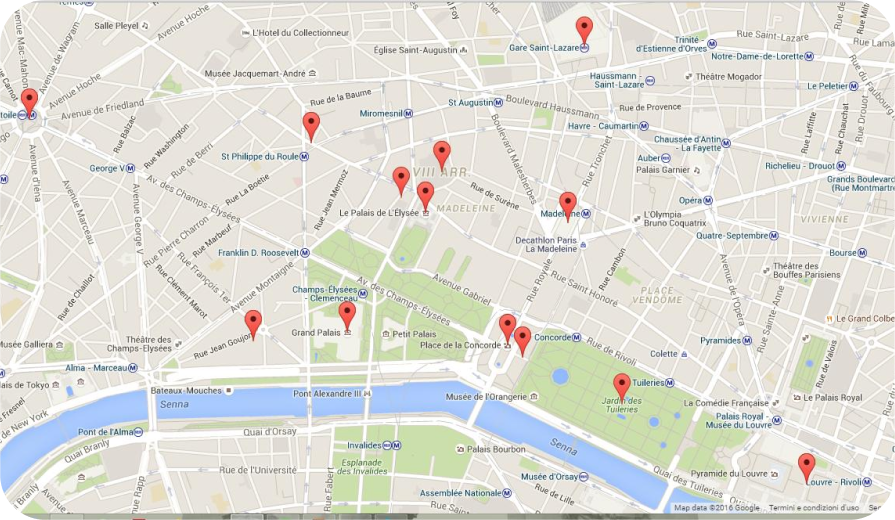 Salle Pleyel
Avenue Hoche
L'Hotel du Collectionneur
Église Saint-Augustin
Gare Saint-Lazare
Trinité -
d'Estienne d'Orves
Rue Saint-Lazare
Notre-Dame-de-Lorette
Avenue de Wagram
Avenue Mac-Mahon
Musée Jacquemart-André
Haussmann -
Saint-Lazare
Théâtre Mogador
Le Peletier
Avenue Hoche
Avenue de Friedland
Rue de la Baume
Miromesnil
St Augustin
Boulevard Haussmann
Rue de Provence
Havre - Caumartin
Chaussée d'Antin
- La Fayette
Rue Laffitte
Rue Chauchat
Rue Drouot
Rue Balzac
Rue Washington
Rue de Berri
St Philippe du Roule
Boulevard Malesherbes
Rue Tronchet
Auber
Palais Garnier
Richelieu - Drouot
Grands Boulevards
George V
Rue La Boétie
Rue Jean Mermoz
VIII ARR.
MADELEINE
Rue de Surène
Le Palais de L'Élysée
Madeleine
Opéra
L'Olympia
Bruno Coquatrix
VIVIENNE
Avenue d'Iéna
Avenue Marceau
Avenue George V
Av. des Champs-Élysées
Rue Pierre Charron
Rue Marbeuf
Rue François 1er
Decathlon Paris
La Madeleine
Quatre-Septembre
Bourse
Franklin D. Roosevelt
Rue de Chaillot
Rue Clément Marot
Avenue Montaigne
Champs-Élysées
- Clemenceau
Av. des Champs-Élysées
Avenue Gabriel
Rue Royale
Rue Saint Honoré
Rue Cambon
PLACE
VENDOME
Avenue de l'Opéra
Théâtre des
Bouffes Parisiens
Rue Sainte-Anne
Le Grand Colbe
Musée Galliera
Théâtre des
Champs-Elysées
Rue Jean Goujon
Grand Palais
Petit Palais
Place de la Concorde
Concorde
Rue de Rivoli
Colette
Pyramides
Rue de Valois
Alma - Marceau
ais de Tokyo
Bateaux-Mouches
Pont Alexandre III
Musée de l'Orangerie
Tuileries
Jardin des
Tuileries
La Comédie Française
Le Palais Royal
Palais Royal -
Musée du Louvre
Senna
Pont de l'Alma
Quai d'Orsay
Invalides
Palais Bourbon
Senna
of New York
Quai Branly
Rue de l'Université
Esplanade
des Invalides
Musée d'Orsay
Quai des Tuileries
Pyramide du Louvre
Louvre - Rivoli
Branly
Rue Rapp
Rue Fabert
Assemblée Nationale
Rue de Lille
Map data ©2016 Google
Termini e condizioni d'uso